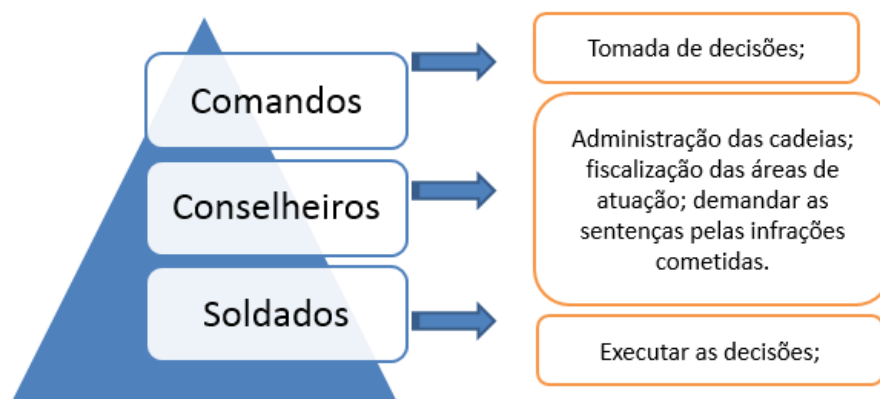 Comandos
Tomada de decisões;
Conselheiros
Administração das cadeias;
fiscalização das áreas de
atuação; demandar as
sentenças pelas infrações
cometidas.
Soldados
Executar as decisões;